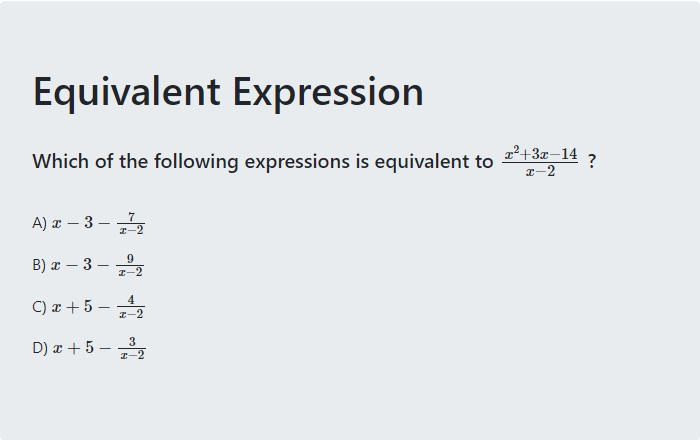 Equivalent Expression
Which of the following expressions is equivalent to $\frac{x^2+3x-14}{x-2}$ ?
A) $x - 3 - \frac{7}{x-2}$
B) $x - 3 - \frac{9}{x-2}$
C) $x + 5 - \frac{4}{x-2}$
D) $x + 5 - \frac{3}{x-2}$